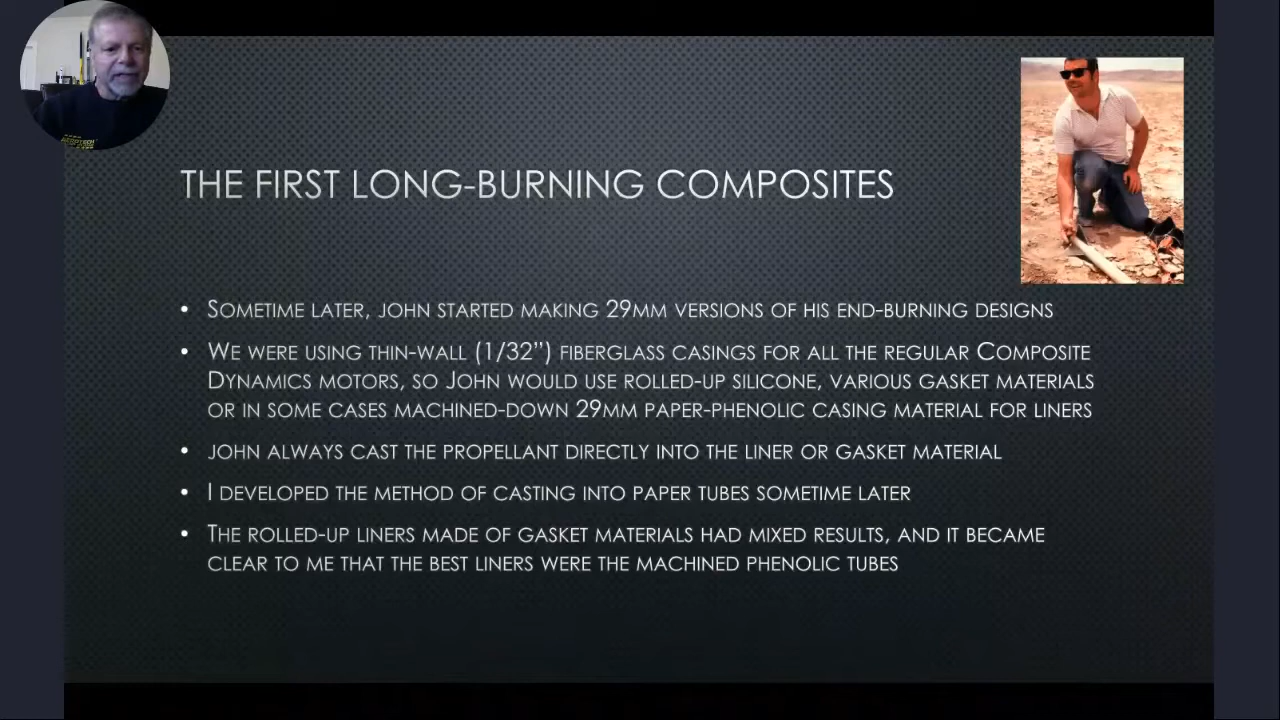 THE FIRST LONG-BURNING COMPOSITES
• SOMETIME LATER, JOHN STARTED MAKING 29MM VERSIONS OF HIS END-BURNING DESIGNS
• WE WERE USING THIN-WALL (1/32”) FIBERGLASS CASINGS FOR ALL THE REGULAR COMPOSITE
DYNAMICS MOTORS, SO JOHN WOULD USE ROLLED-UP SILICONE, VARIOUS GASKET MATERIALS
OR IN SOME CASES MACHINED-DOWN 29MM PAPER-PHENOLIC CASING MATERIAL FOR LINERS
• JOHN ALWAYS CAST THE PROPELLANT DIRECTLY INTO THE LINER OR GASKET MATERIAL
• I DEVELOPED THE METHOD OF CASTING INTO PAPER TUBES SOMETIME LATER
• THE ROLLED-UP LINERS MADE OF GASKET MATERIALS HAD MIXED RESULTS, AND IT BECAME
CLEAR TO ME THAT THE BEST LINERS WERE THE MACHINED PHENOLIC TUBES